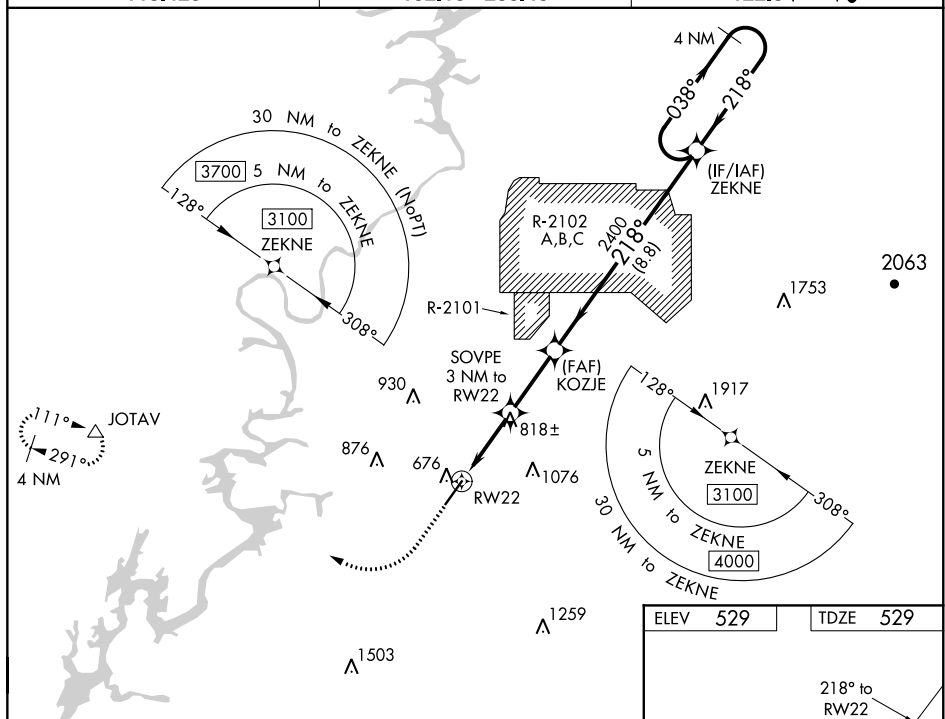 4 NM
038°
218°
(IF/IAF)
ZEKNE
30 NM to ZEKNE (NoPT)
3700
5 NM to ZEKNE
3100
ZEKNE
128°
308°
R-2102
A,B,C
2400
218°
(8.8)
R-2101
2063
1753
(FAF)
KOZJE
SOVPE
3 NM to
RW22
930
818±
111°
JOTAV
291°
4 NM
876
676
1076
RW22
128°
1917
ZEKNE
3100
308°
5 NM to ZEKNE
4000
30 NM to ZEKNE
1259
1503
ELEV 529
TDZE 529
218° to
RW22